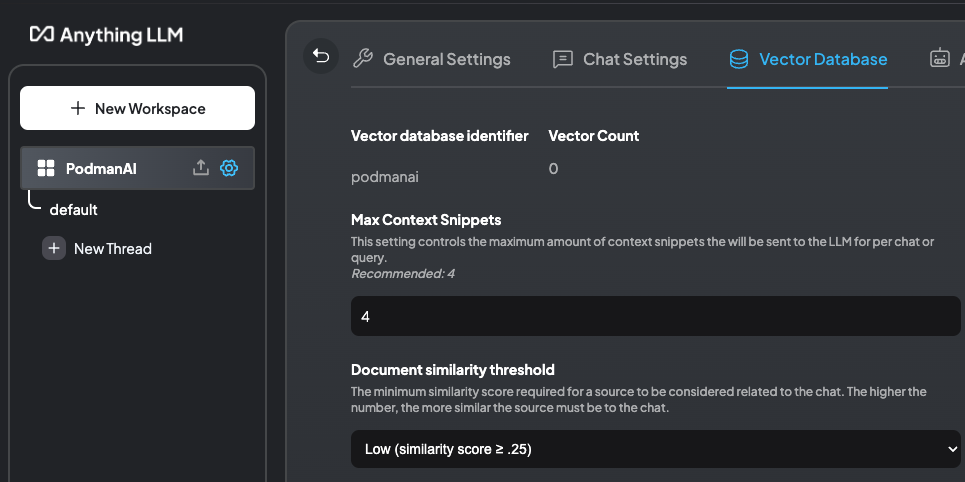 Anything LLM
New Workspace
PodmanAI
default
New Thread
General Settings
Chat Settings
Vector Database
A
Vector database identifier
Vector Count
podmanai
0
Max Context Snippets
This setting controls the maximum amount of context snippets the will be sent to the LLM for per chat or
query.
Recommended: 4
4
Document similarity threshold
The minimum similarity score required for a source to be considered related to the chat. The higher the
number, the more similar the source must be to the chat.
Low (similarity score ≥ .25)